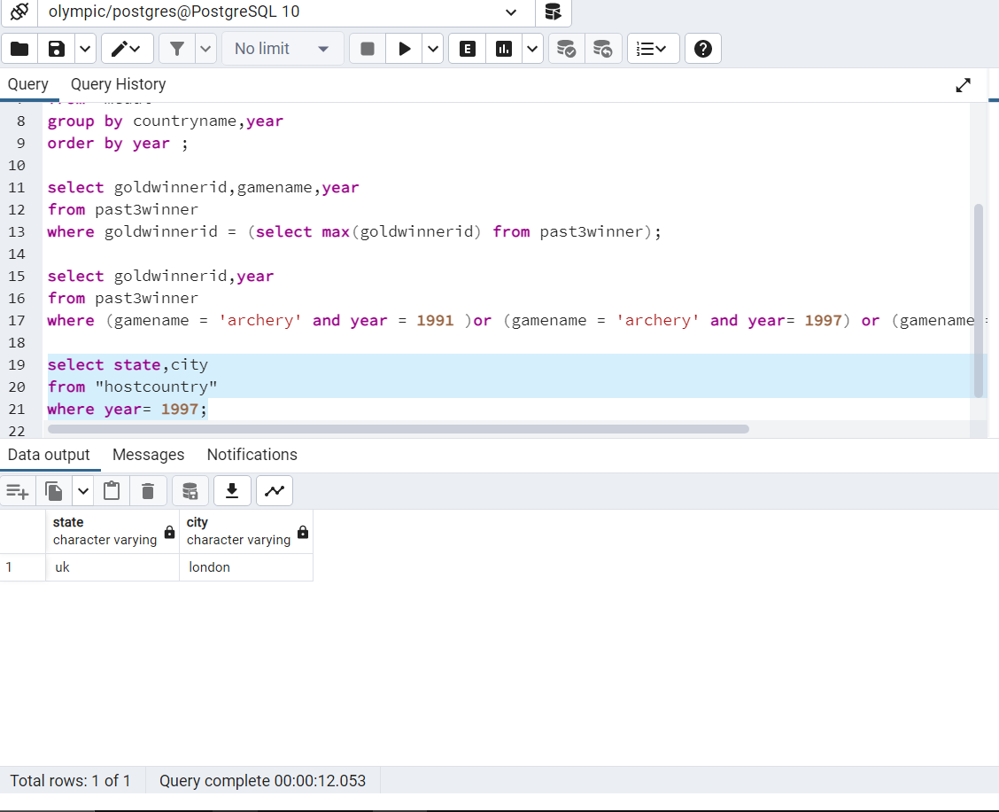 olympic/postgres@PostgreSQL 10
No limit
E
Query Query History
8 group by countryname,year
9 order by year ;
10
11 select goldwinnerid,gamename,year
12 from past3winner
13 where goldwinnerid = (select max(goldwinnerid) from past3winner);
14
15 select goldwinnerid,year
16 from past3winner
17 where (gamename = 'archery' and year = 1991 )or (gamename = 'archery' and year= 1997) or (gamename =
18
19 select state,city
20 from "hostcountry"
21 where year= 1997;
22
Data output Messages Notifications
state city
character varying character varying
1 uk london
Total rows: 1 of 1 Query complete 00:00:12.053